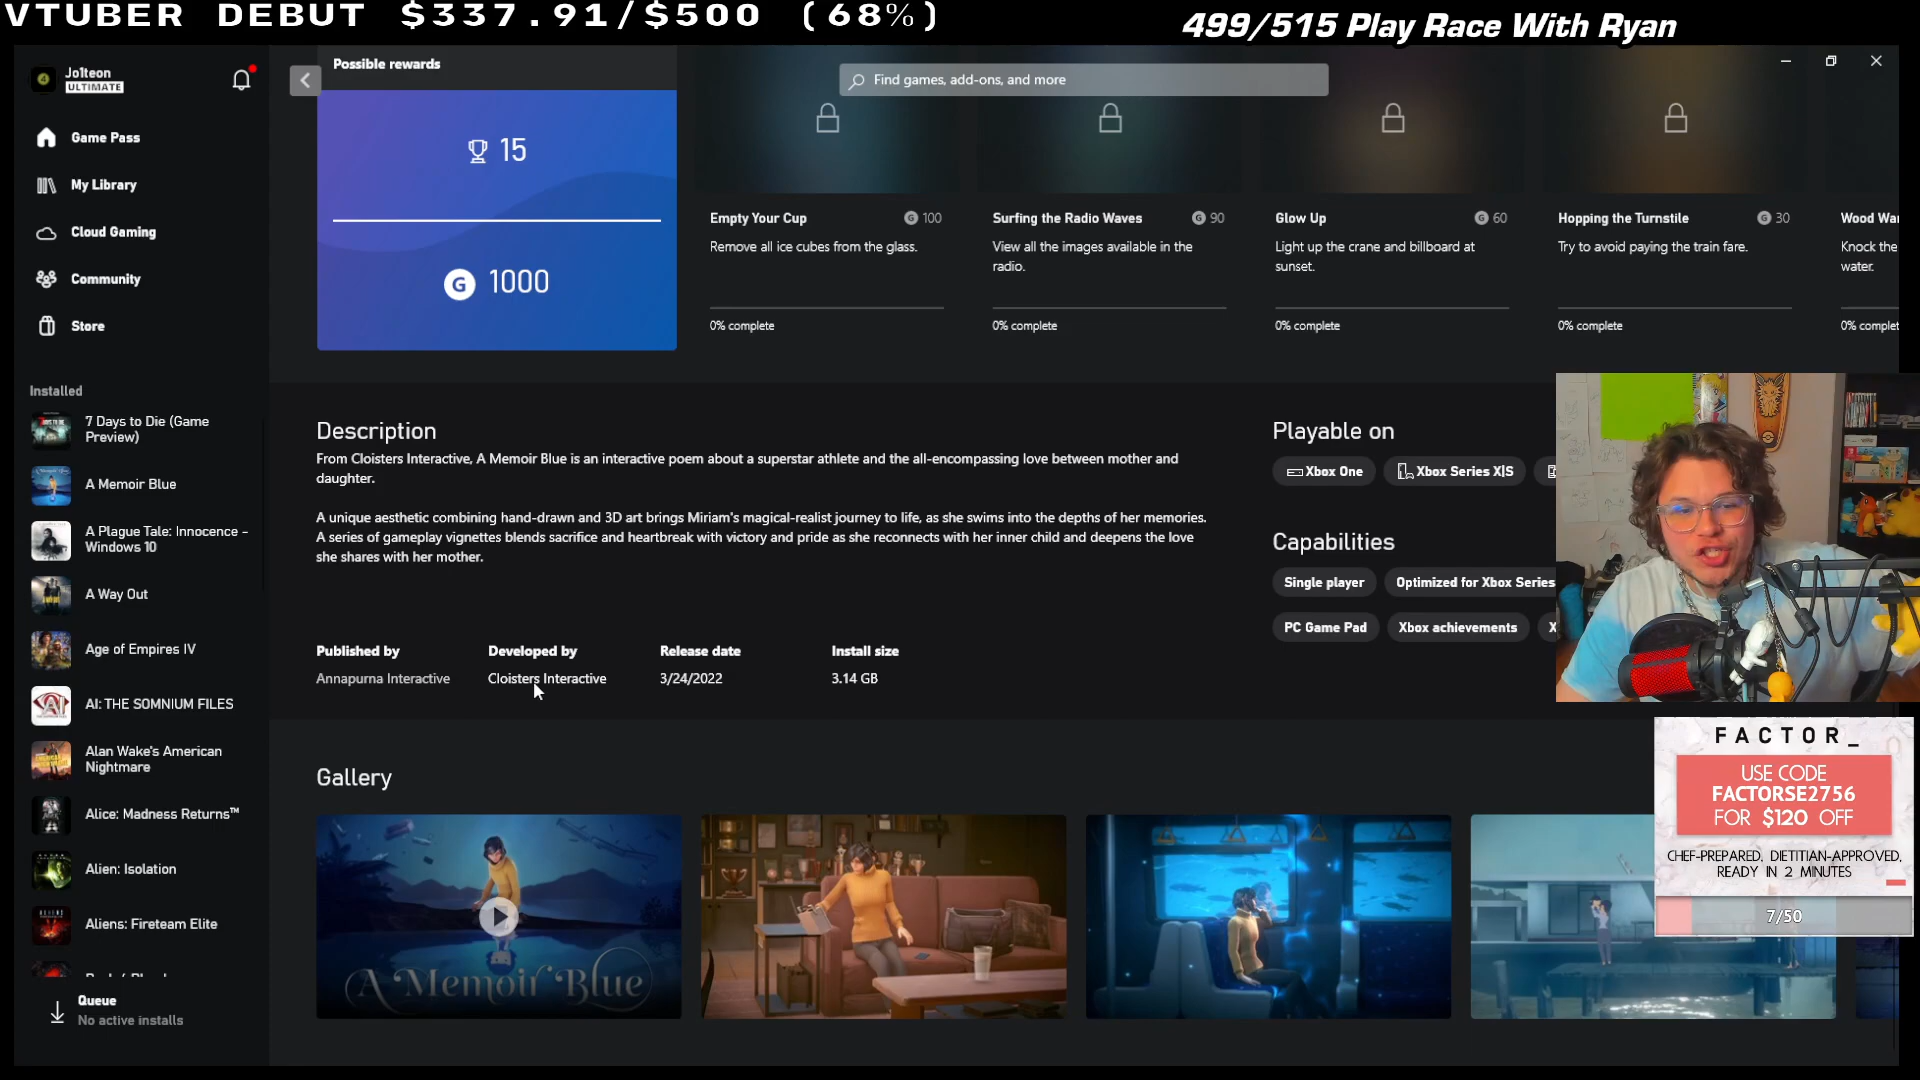 VTUBER DEBUT $337.91/$500 (68%)
499/515 Play Race With Ryan
Jo1teon
ULTIMATE
Game Pass
My Library
Cloud Gaming
Community
Store
Installed
7 Days to Die (Game
Preview)
A Memoir Blue
A Plague Tale: Innocence -
Windows 10
A Way Out
Age of Empires IV
AI: THE SOMNIUM FILES
Alan Wake's American
Nightmare
Alice: Madness Returns™
Alien: Isolation
Aliens: Fireteam Elite
Queue
No active installs
Find games, add-ons, and more
Possible rewards
15
G 1000
Empty Your Cup G 100
Remove all ice cubes from the glass.
0% complete
Surfing the Radio Waves G 90
View all the images available in the
radio.
0% complete
Glow Up G 60
Light up the crane and billboard at
sunset.
0% complete
Hopping the Turnstile G 30
Try to avoid paying the train fare.
0% complete
Wood Wa
Knock the
water.
0% complet
Description
From Cloisters Interactive, A Memoir Blue is an interactive poem about a superstar athlete and the all-encompassing love between mother and
daughter.
A unique aesthetic combining hand-drawn and 3D art brings Miriam's magical-realist journey to life, as she swims into the depths of her memories.
A series of gameplay vignettes blends sacrifice and heartbreak with victory and pride as she reconnects with her inner child and deepens the love
she shares with her mother.
Published by
Annapurna Interactive
Developed by
Cloisters Interactive
Release date
3/24/2022
Install size
3.14 GB
Playable on
Xbox One
Xbox Series X|S
Capabilities
Single player
Optimized for Xbox Series
PC Game Pad
Xbox achievements
X
Gallery
A Memoir Blue
FACTOR_
USE CODE
FACTORSE2756
FOR $120 OFF
CHEF-PREPARED, DIETITIAN-APPROVED,
READY IN 2 MINUTES
7/50